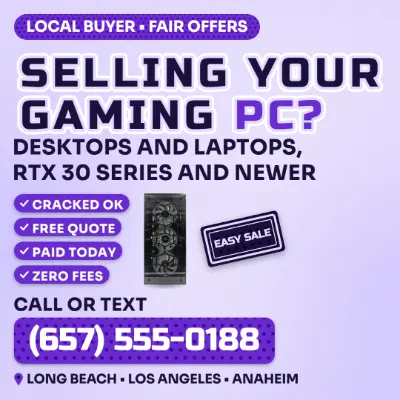 LOCAL BUYER • FAIR OFFERS
SELLING YOUR
GAMING PC?
DESKTOPS AND LAPTOPS,
RTX 30 SERIES AND NEWER
CRACKED OK
FREE QUOTE
PAID TODAY
ZERO FEES
EASY SALE
CALL OR TEXT
(657) 555-0188
LONG BEACH • LOS ANGELES • ANAHEIM